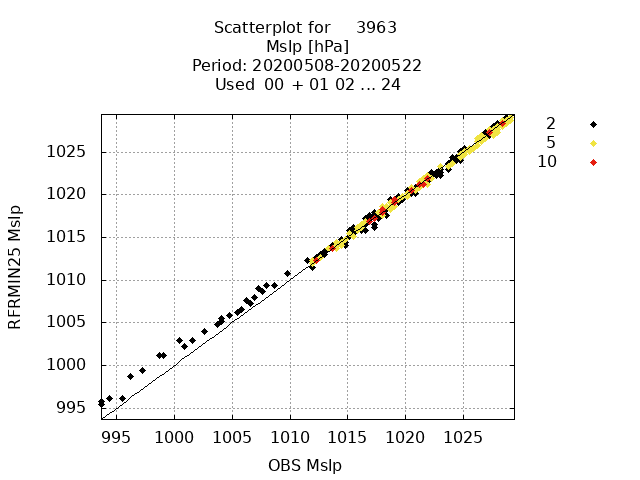 Scatterplot for 3963
Mslp [hPa]
Period: 20200508-20200522
Used 00 + 01 02 ... 24
2
5
10
RFRMIN25 Mslp
1025
1020
1015
1010
1005
1000
995
995 1000 1005 1010 1015 1020 1025
OBS Mslp